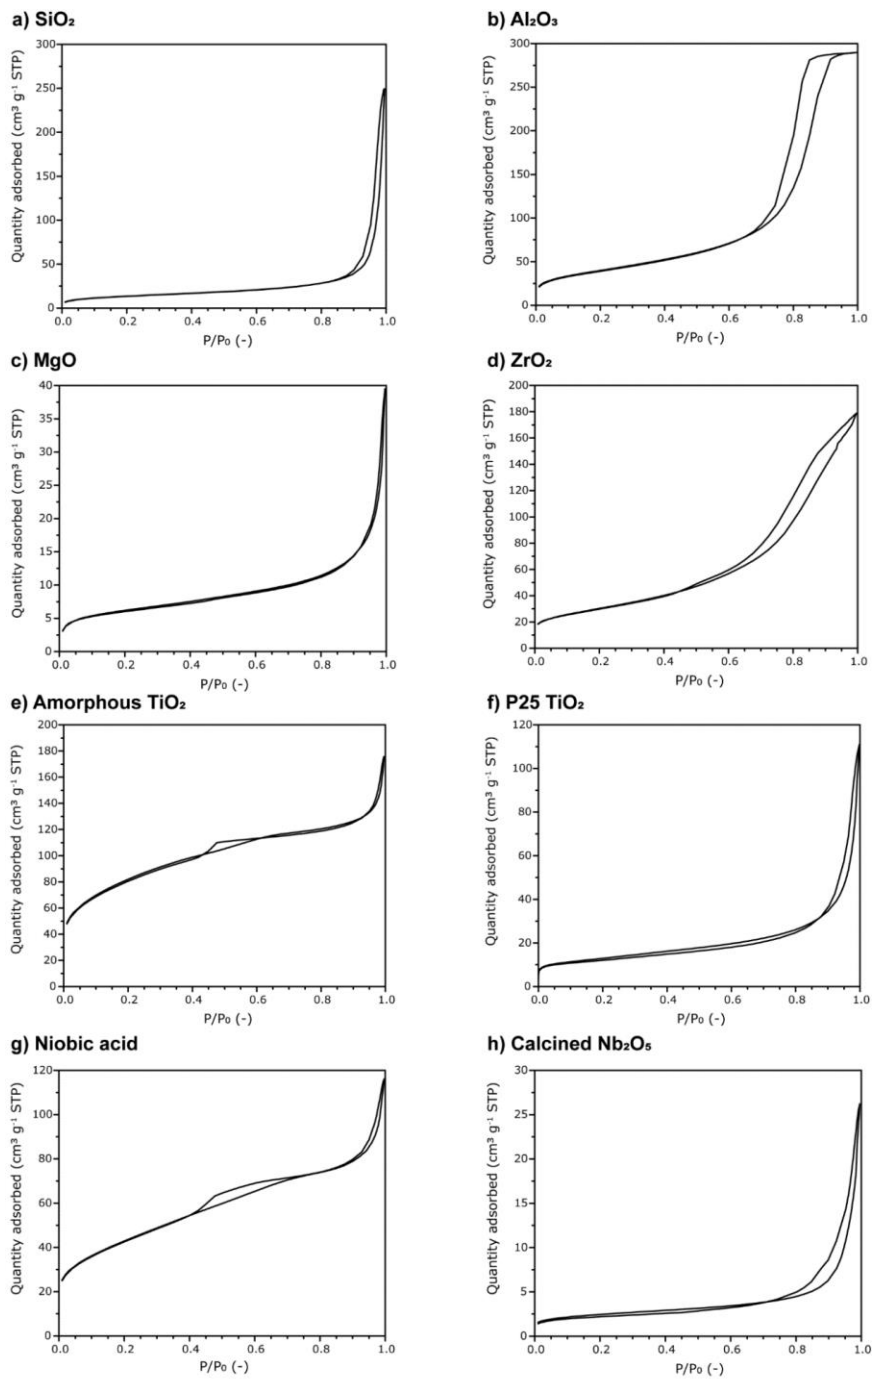 a) SiO₂
Quantity adsorbed (cm³ g⁻¹ STP)
300
250
200
150
100
50
0
0.0 0.2 0.4 0.6 0.8 1.0
P/P₀ (-)
b) Al₂O₃
Quantity adsorbed (cm³ g⁻¹ STP)
300
250
200
150
100
50
0
0.0 0.2 0.4 0.6 0.8 1.0
P/P₀ (-)
c) MgO
Quantity adsorbed (cm³ g⁻¹ STP)
40
35
30
25
20
15
10
5
0
0.0 0.2 0.4 0.6 0.8 1.0
P/P₀ (-)
d) ZrO₂
Quantity adsorbed (cm³ g⁻¹ STP)
200
180
160
140
120
100
80
60
40
20
0
0.0 0.2 0.4 0.6 0.8 1.0
P/P₀ (-)
e) Amorphous TiO₂
Quantity adsorbed (cm³ g⁻¹ STP)
200
180
160
140
120
100
80
60
40
20
0
0.0 0.2 0.4 0.6 0.8 1.0
P/P₀ (-)
f) P25 TiO₂
Quantity adsorbed (cm³ g⁻¹ STP)
120
100
80
60
40
20
0
0.0 0.2 0.4 0.6 0.8 1.0
P/P₀ (-)
g) Niobic acid
Quantity adsorbed (cm³ g⁻¹ STP)
120
100
80
60
40
20
0
0.0 0.2 0.4 0.6 0.8 1.0
P/P₀ (-)
h) Calcined Nb₂O₅
Quantity adsorbed (cm³ g⁻¹ STP)
30
25
20
15
10
5
0
0.0 0.2 0.4 0.6 0.8 1.0
P/P₀ (-)